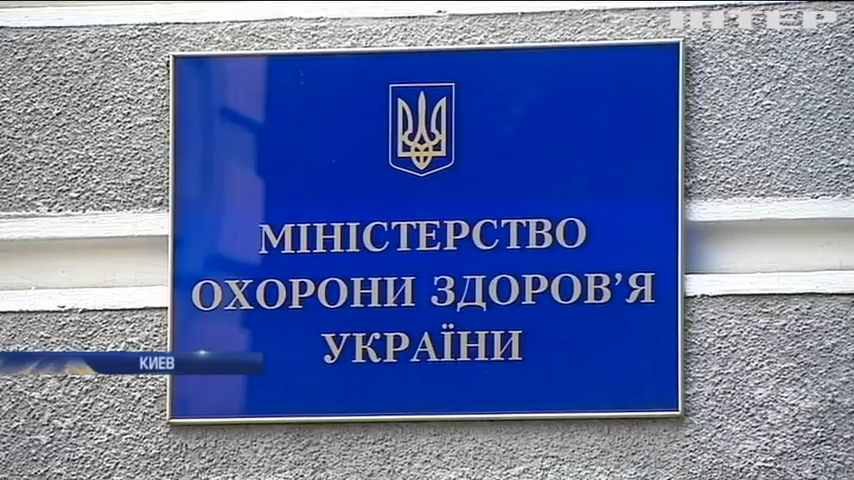 ІНТЕР
МІНІСТЕРСТВО
ОХОРОНИ ЗДОРОВ’Я
УКРАЇНИ
КИЕВ